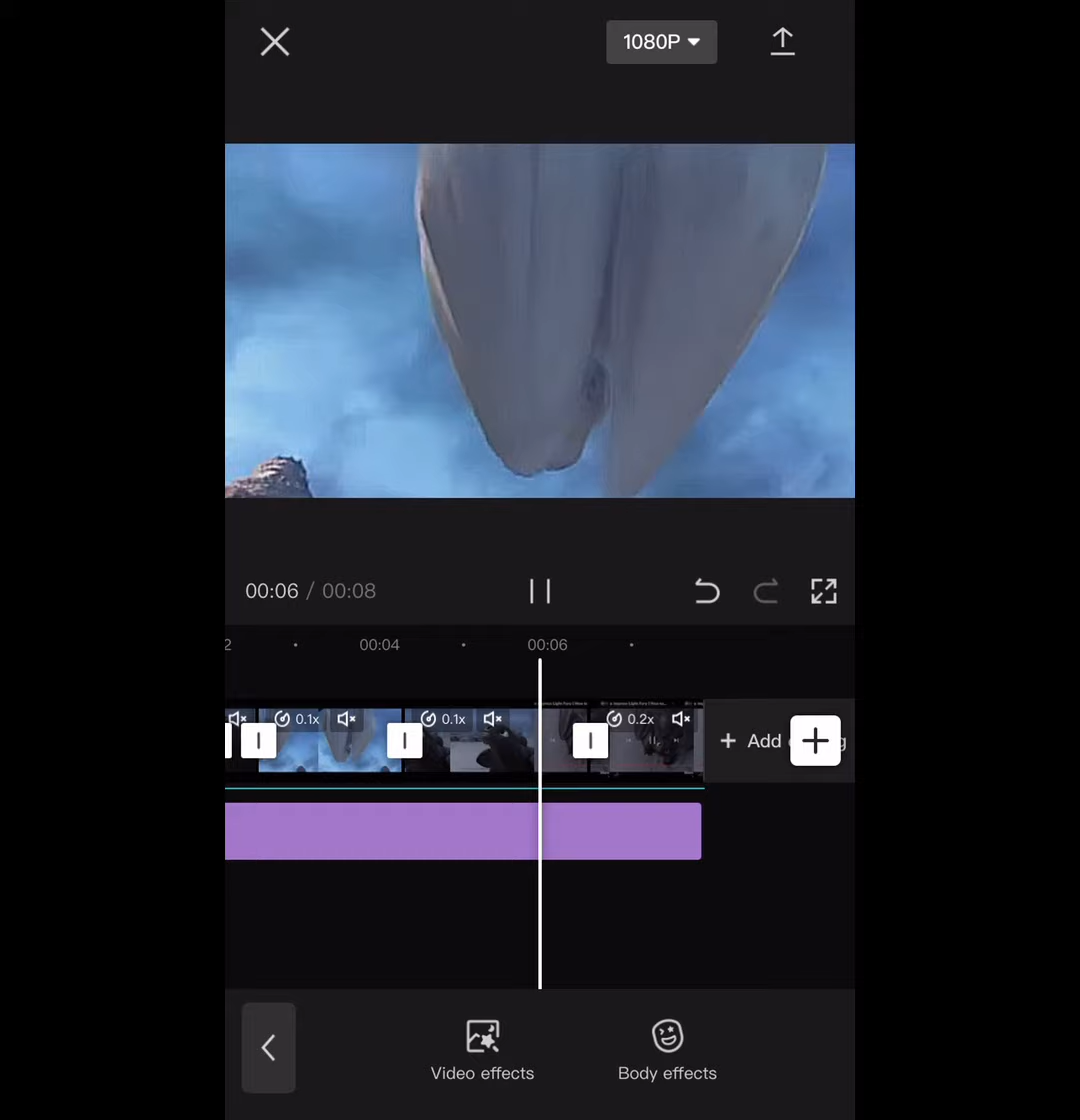 1080P
00:06 / 00:08
2
00:04
00:06
0.1x
0.1x
0.2x
+ Add
g
Video effects
Body effects